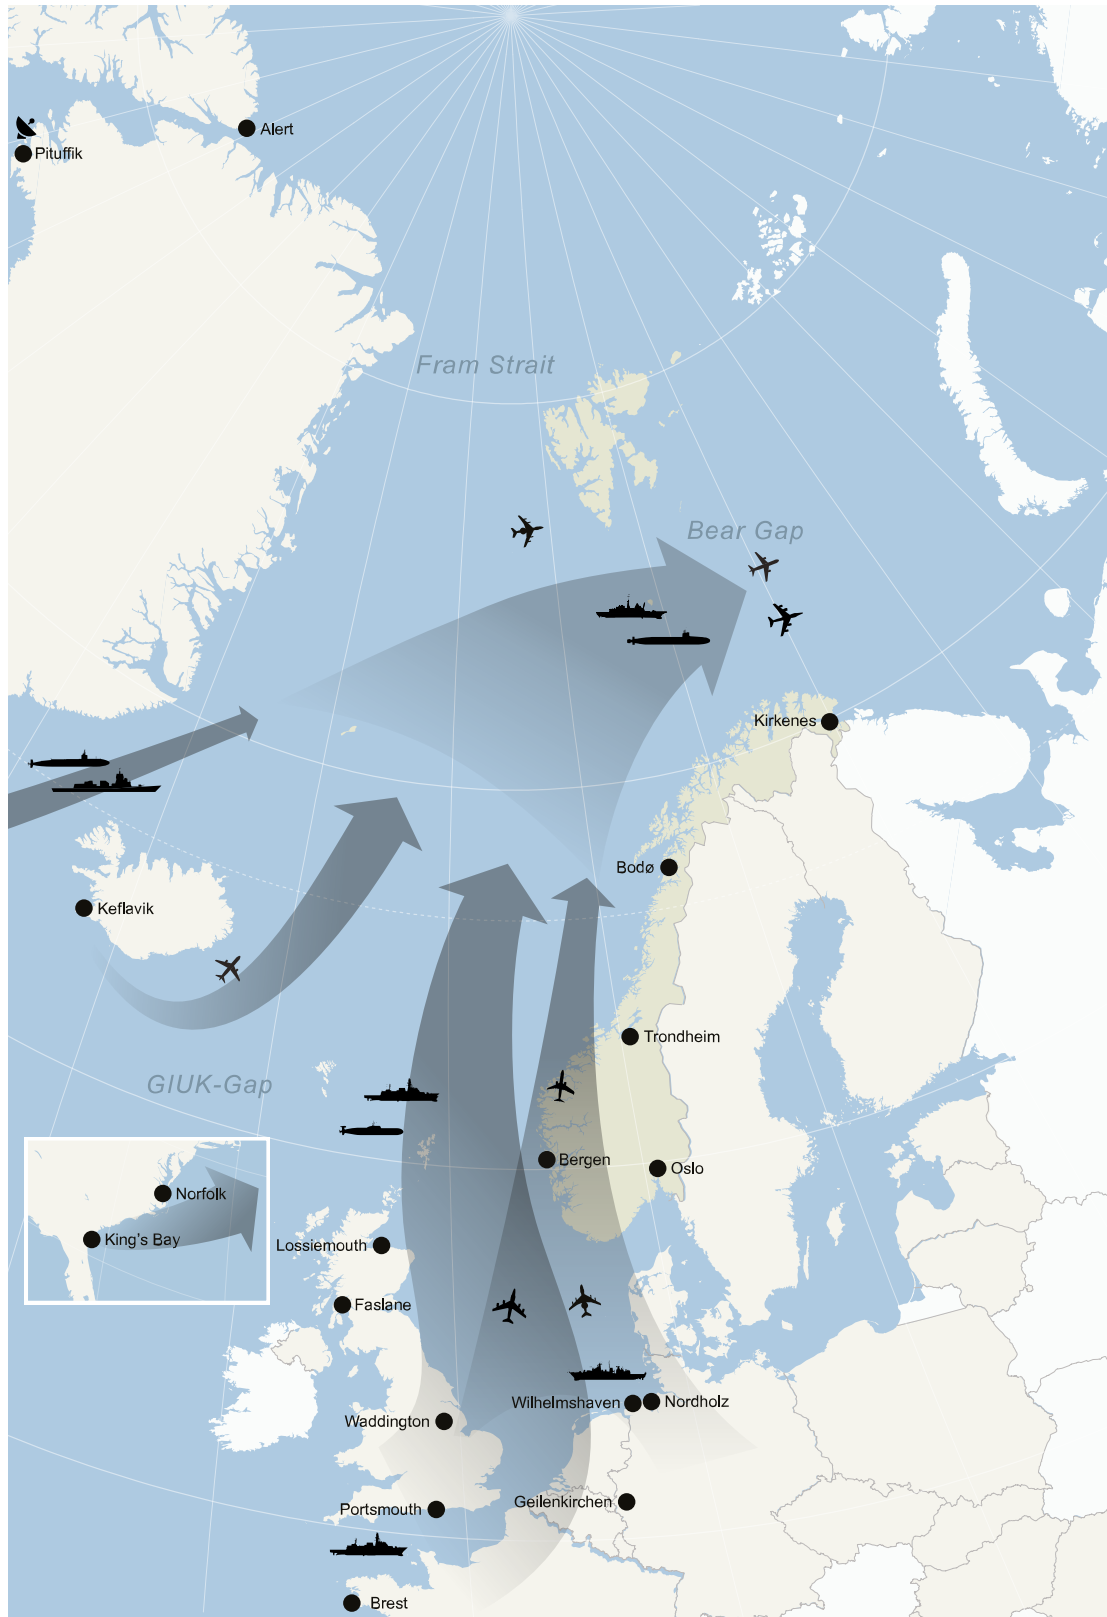 Alert
Pituffik
Fram Strait
Bear Gap
Kirkenes
Bodø
Keflavik
Trondheim
GIUK-Gap
Bergen
Oslo
Norfolk
King's Bay
Lossiemouth
Faslane
Wilhelmshaven
Nordholz
Waddington
Geilenkirchen
Portsmouth
Brest